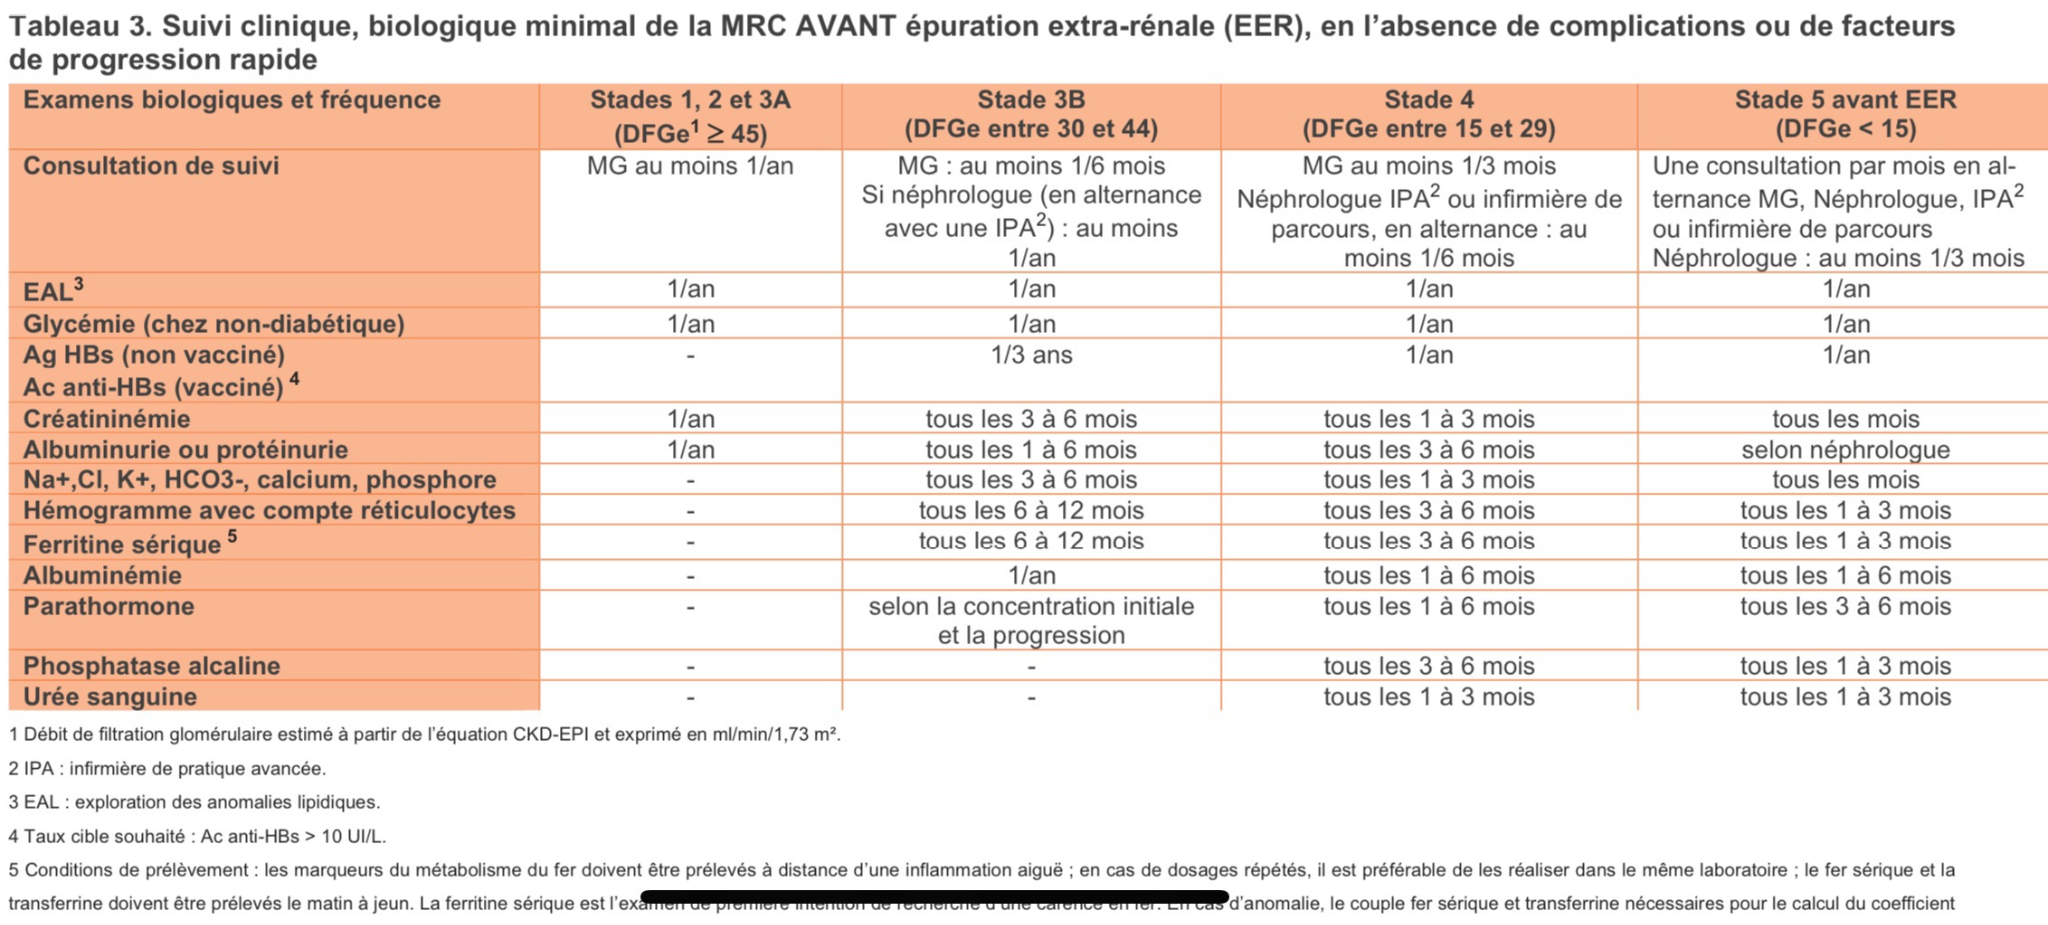 Tableau 3. Suivi clinique, biologique minimal de la MRC AVANT épuration extra-rénale (EER), en l'absence de complications ou de facteurs
de progression rapide
Examens biologiques et fréquence
Stades 1, 2 et 3A
(DFGe1 ≥ 45)
Stade 3B
(DFGe entre 30 et 44)
Stade 4
(DFGe entre 15 et 29)
Stade 5 avant EER
(DFGe < 15)
Consultation de suivi
MG au moins 1/an
MG : au moins 1/6 mois
Si néphrologue (en alternance
avec une IPA2) : au moins
1/an
MG au moins 1/3 mois
Néphrologue IPA2 ou infirmière de
parcours, en alternance : au
moins 1/6 mois
Une consultation par mois en al-
ternance MG, Néphrologue, IPA2
ou infirmière de parcours
Néphrologue : au moins 1/3 mois
EAL3
1/an
1/an
1/an
1/an
Glycémie (chez non-diabétique)
1/an
1/an
1/an
1/an
Ag HBs (non vacciné)
Ac anti-HBs (vacciné) 4
-
1/3 ans
1/an
1/an
Créatininémie
1/an
tous les 3 à 6 mois
tous les 1 à 3 mois
tous les mois
Albuminurie ou protéinurie
1/an
tous les 1 à 6 mois
tous les 3 à 6 mois
selon néphrologue
Na+,Cl, K+, HCO3-, calcium, phosphore
-
tous les 3 à 6 mois
tous les 1 à 3 mois
tous les mois
Hémogramme avec compte réticulocytes
-
tous les 6 à 12 mois
tous les 3 à 6 mois
tous les 1 à 3 mois
Ferritine sérique 5
-
tous les 6 à 12 mois
tous les 3 à 6 mois
tous les 1 à 3 mois
Albuminémie
-
1/an
tous les 1 à 6 mois
tous les 1 à 6 mois
Parathormone
-
selon la concentration initiale
et la progression
tous les 1 à 6 mois
tous les 3 à 6 mois
Phosphatase alcaline
-
-
tous les 3 à 6 mois
tous les 1 à 3 mois
Urée sanguine
-
-
tous les 1 à 3 mois
tous les 1 à 3 mois
1 Débit de filtration glomérulaire estimé à partir de l'équation CKD-EPI et exprimé en ml/min/1,73 m².
2 IPA : infirmière de pratique avancée.
3 EAL : exploration des anomalies lipidiques.
4 Taux cible souhaité : Ac anti-HBs > 10 UI/L.
5 Conditions de prélèvement : les marqueurs du métabolisme du fer doivent être prélevés à distance d'une inflammation aiguë ; en cas de dosages répétés, il est préférable de les réaliser dans le même laboratoire ; le fer sérique et la
transferrine doivent être prélevés le matin à jeun. La ferritine sérique est l'examen d'anomalie, le couple fer sérique et transferrine nécessaires pour le calcul du coefficient